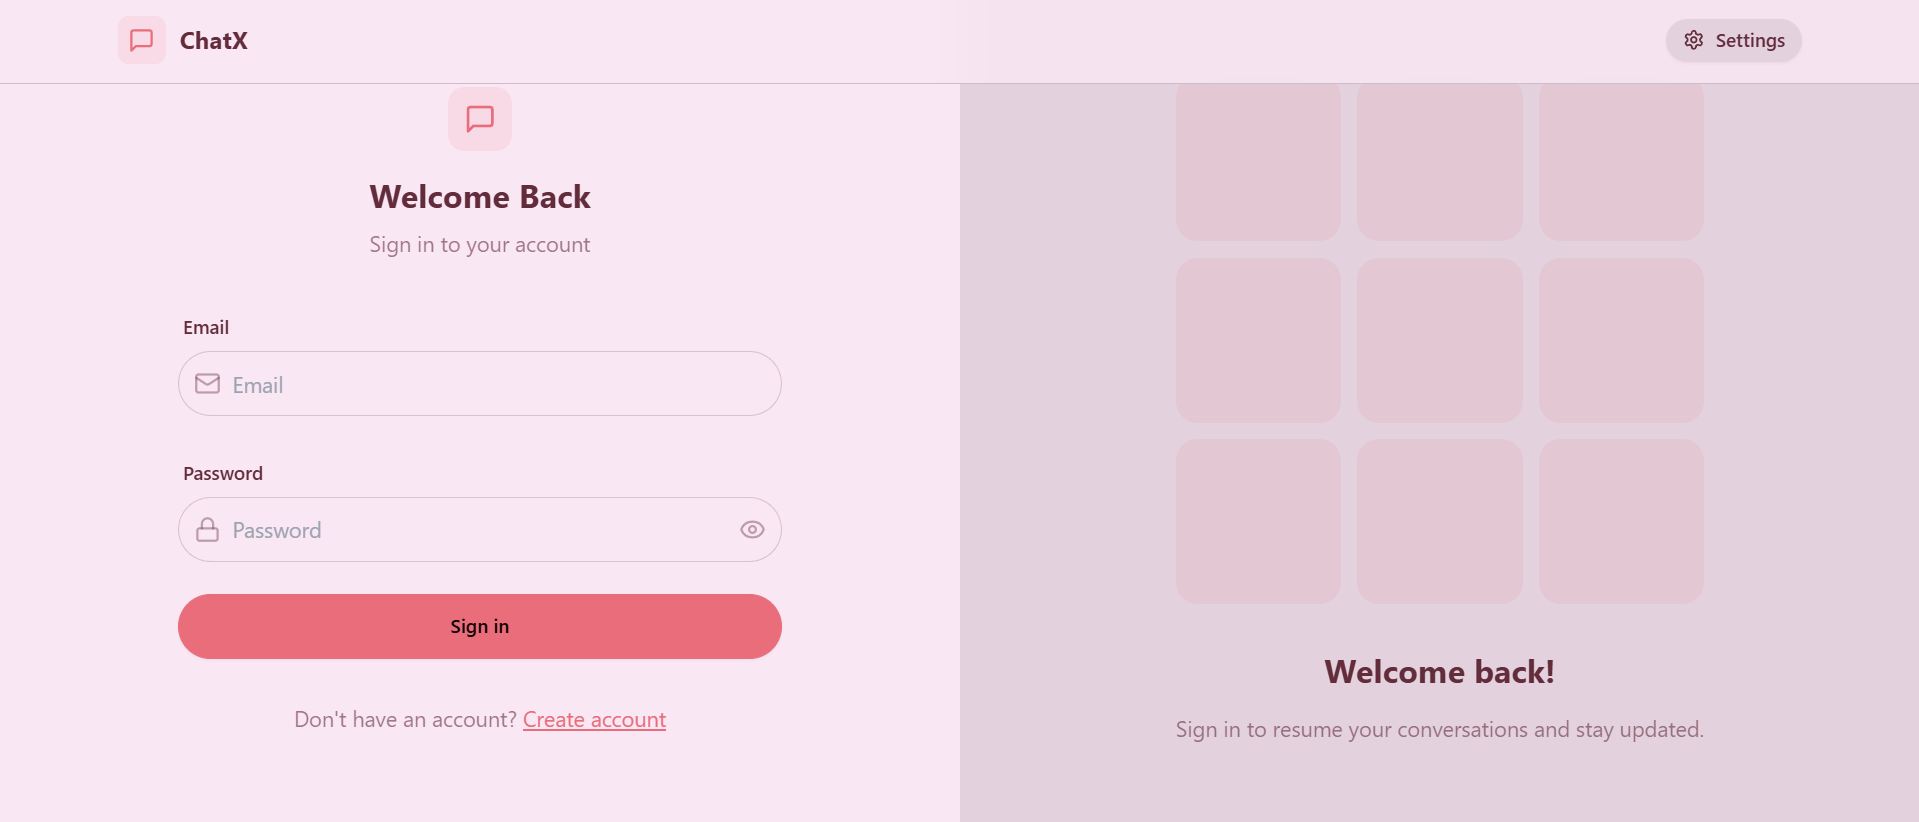 ChatX
Settings
Welcome Back
Sign in to your account
Email
Email
Password
Password
Sign in
Don't have an account? Create account
Welcome back!
Sign in to resume your conversations and stay updated.